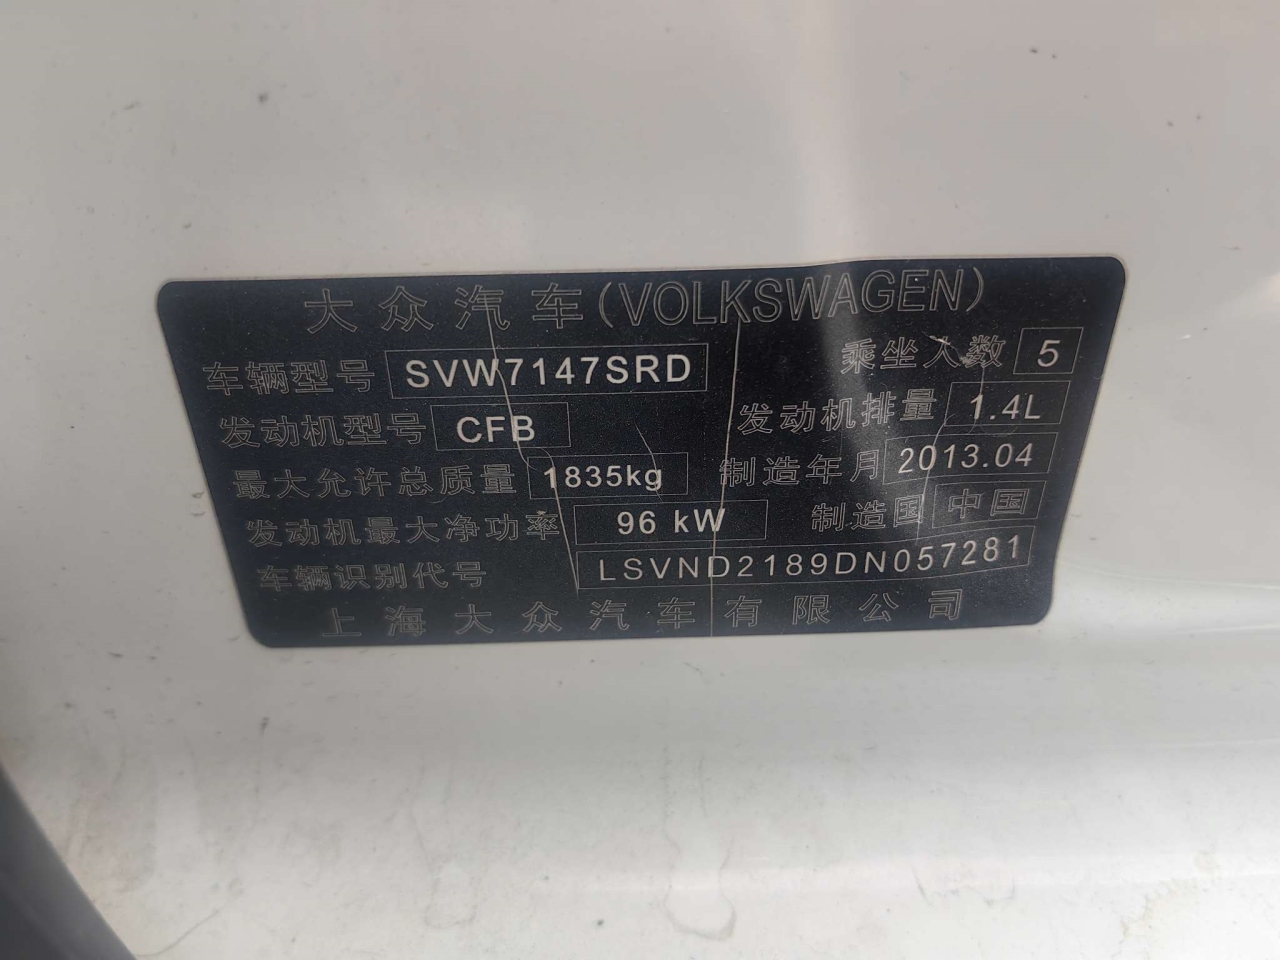 大众汽车(VOLKSWAGEN)
车辆型号 SVW7147SRD 乘坐人数 5
发动机型号 CFB 发动机排量 1.4L
最大允许总质量 1835kg 制造年月 2013.04
发动机最大净功率 96 kW 制造国 中国
车辆识别代号 LSVND2189DN057281
上海大众汽车有限公司